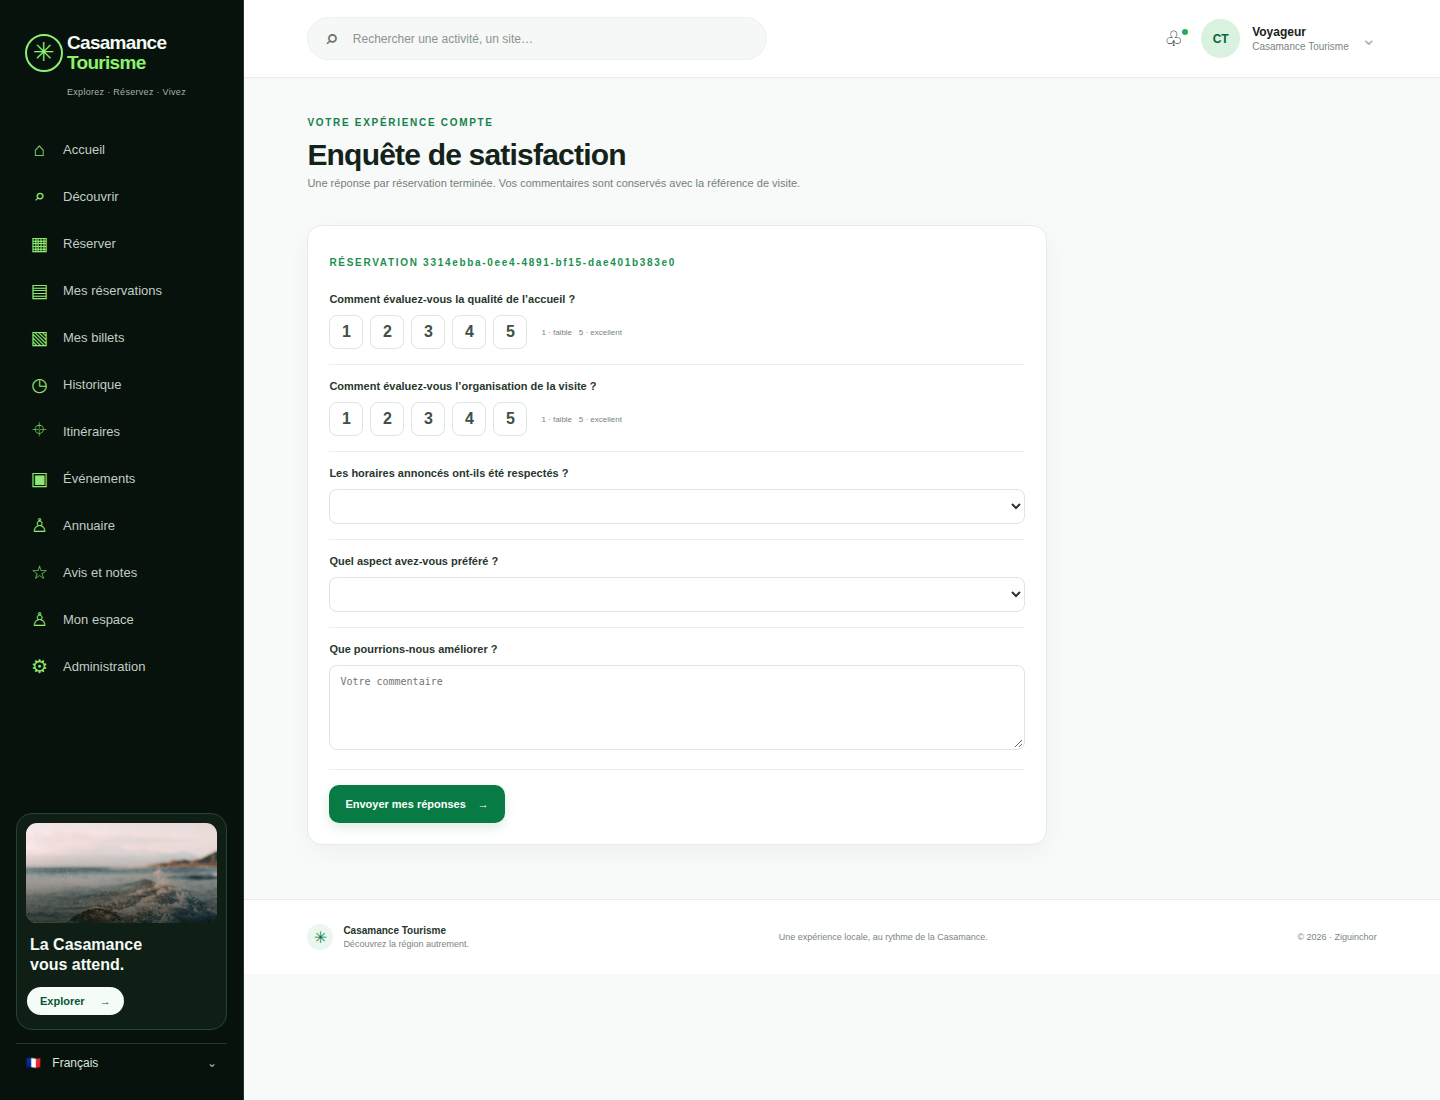 Casamance
Tourisme
Explorez · Réservez · Vivez
Accueil
Découvrir
Réserver
Mes réservations
Mes billets
Historique
Itinéraires
Événements
Annuaire
Avis et notes
Mon espace
Administration
La Casamance
vous attend.
Explorer →
Français
Rechercher une activité, un site…
CT
Voyageur
Casamance Tourisme
VOTRE EXPÉRIENCE COMPTE
Enquête de satisfaction
Une réponse par réservation terminée. Vos commentaires sont conservés avec la référence de visite.
RÉSERVATION 3314ebba-0ee4-4891-bf15-dae401b383e0
Comment évaluez-vous la qualité de l’accueil ?
1 2 3 4 5 1 · faible 5 · excellent
Comment évaluez-vous l’organisation de la visite ?
1 2 3 4 5 1 · faible 5 · excellent
Les horaires annoncés ont-ils été respectés ?
Quel aspect avez-vous préféré ?
Que pourrions-nous améliorer ?
Votre commentaire
Envoyer mes réponses →
Casamance Tourisme
Découvrez la région autrement.
Une expérience locale, au rythme de la Casamance.
© 2026 · Ziguinchor